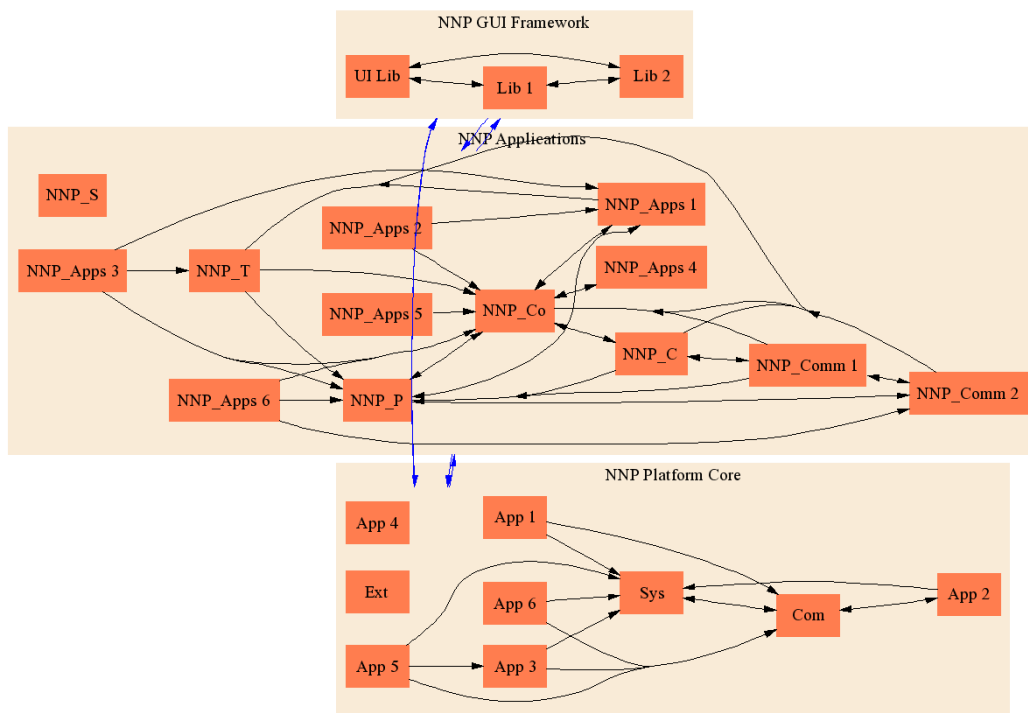 NNP GUI Framework
UI Lib
Lib 1
Lib 2
NNP Applications
NNP_S
NNP_Apps 1
NNP_Apps 2
NNP_Apps 3
NNP_T
NNP_Apps 4
NNP_Apps 5
NNP_Co
NNP_C
NNP_Comm 1
NNP_Apps 6
NNP_P
NNP_Comm 2
NNP Platform Core
App 4
App 1
Ext
App 6
Sys
App 2
Com
App 5
App 3